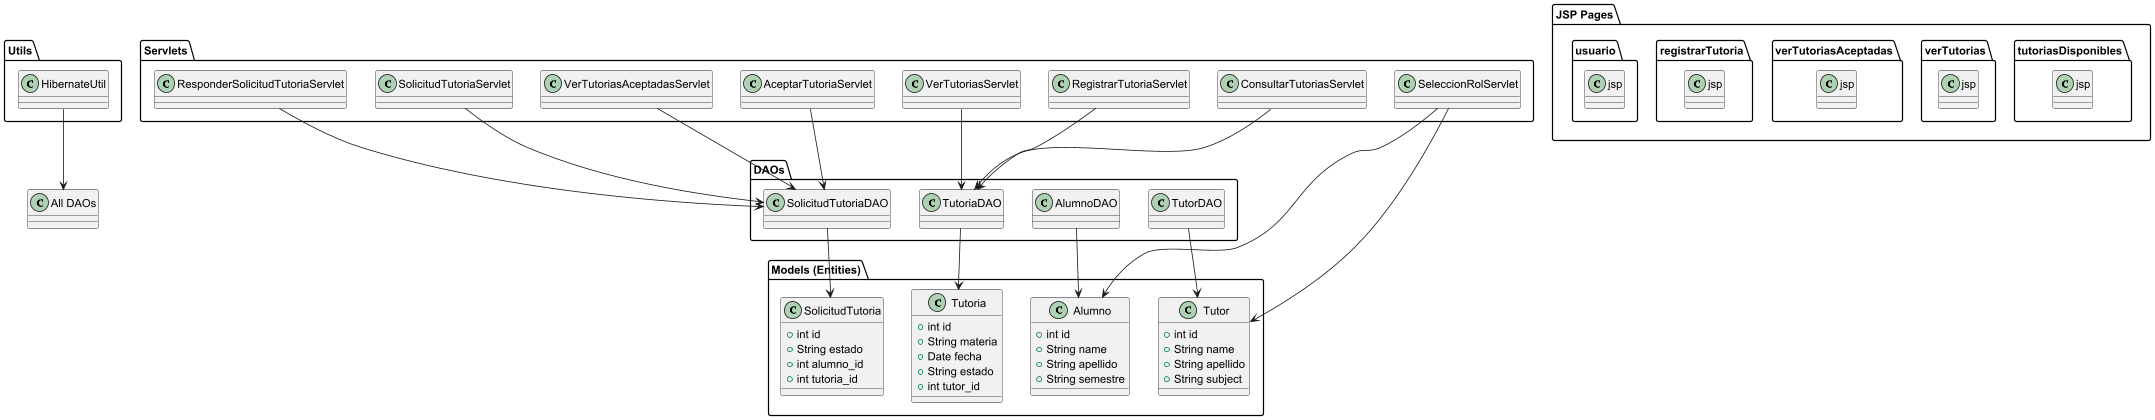 JSP Pages
usuario
C jsp
registrarTutoria
C jsp
verTutoriasAceptadas
C jsp
verTutorias
C jsp
tutoriasDisponibles
C jsp
Utils
C HibernateUtil
Servlets
C ResponderSolicitudTutoriaServlet
C SolicitudTutoriaServlet
C VerTutoriasAceptadasServlet
C AceptarTutoriaServlet
C VerTutoriasServlet
C RegistrarTutoriaServlet
C ConsultarTutoriasServlet
C SeleccionRolServlet
C All DAOs
DAOs
C SolicitudTutoriaDAO
C TutoriaDAO
C AlumnoDAO
C TutorDAO
Models (Entities)
C SolicitudTutoria
int id
String estado
int alumno_id
int tutoria_id
C Tutoria
int id
String materia
Date fecha
String estado
int tutor_id
C Alumno
int id
String name
String apellido
String semestre
C Tutor
int id
String name
String apellido
String subject